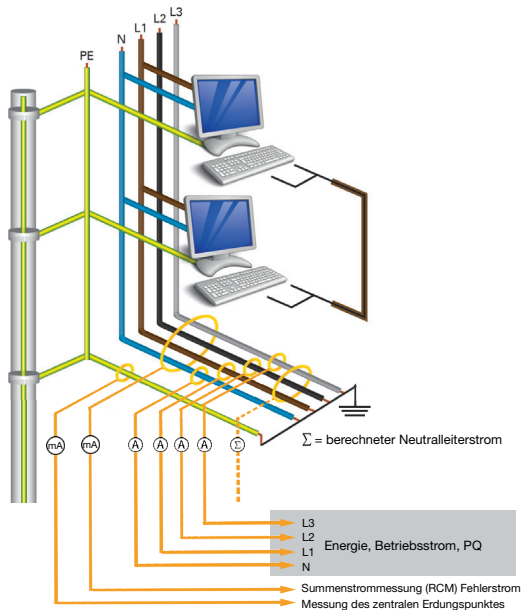 L3
L2
L1
N
PE
mA
mA
A
A
A
A
Σ
Σ = berechneter Neutralleiterstrom
L3
L2
L1
N
Energie, Betriebsstrom, PQ
Summenstrommessung (RCM) Fehlerstrom
Messung des zentralen Erdungspunktes